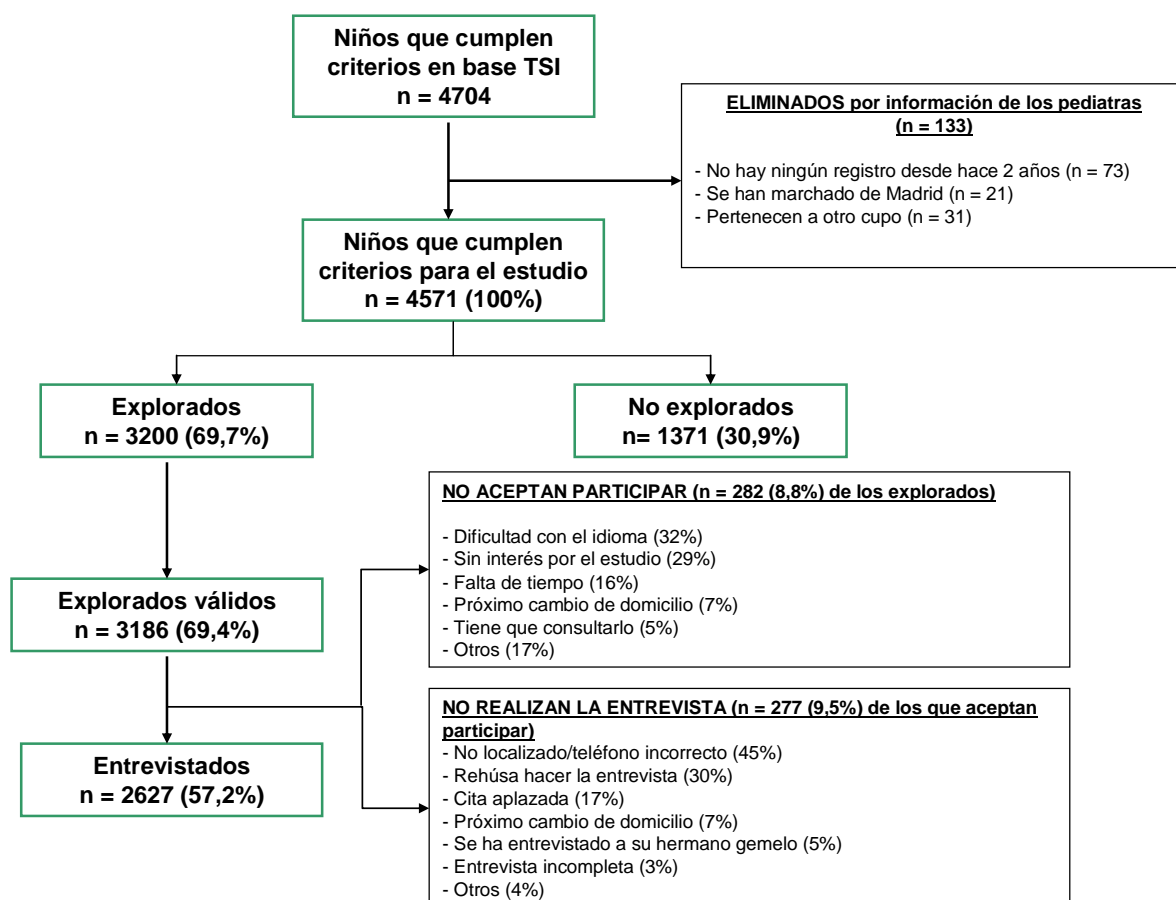 Niños que cumplen
criterios en base TSI
n = 4704
ELIMINADOS por información de los pediatras
(n = 133)
- No hay ningún registro desde hace 2 años (n = 73)
- Se han marchado de Madrid (n = 21)
- Pertenecen a otro cupo (n = 31)
Niños que cumplen
criterios para el estudio
n = 4571 (100%)
Explorados
n = 3200 (69,7%)
No explorados
n= 1371 (30,9%)
NO ACEPTAN PARTICIPAR (n = 282 (8,8%) de los explorados)
- Dificultad con el idioma (32%)
- Sin interés por el estudio (29%)
- Falta de tiempo (16%)
- Próximo cambio de domicilio (7%)
- Tiene que consultarlo (5%)
- Otros (17%)
Explorados válidos
n = 3186 (69,4%)
NO REALIZAN LA ENTREVISTA (n = 277 (9,5%) de los que aceptan
participar)
- No localizado/teléfono incorrecto (45%)
- Rehúsa hacer la entrevista (30%)
- Cita aplazada (17%)
- Próximo cambio de domicilio (7%)
- Se ha entrevistado a su hermano gemelo (5%)
- Entrevista incompleta (3%)
- Otros (4%)
Entrevistados
n = 2627 (57,2%)